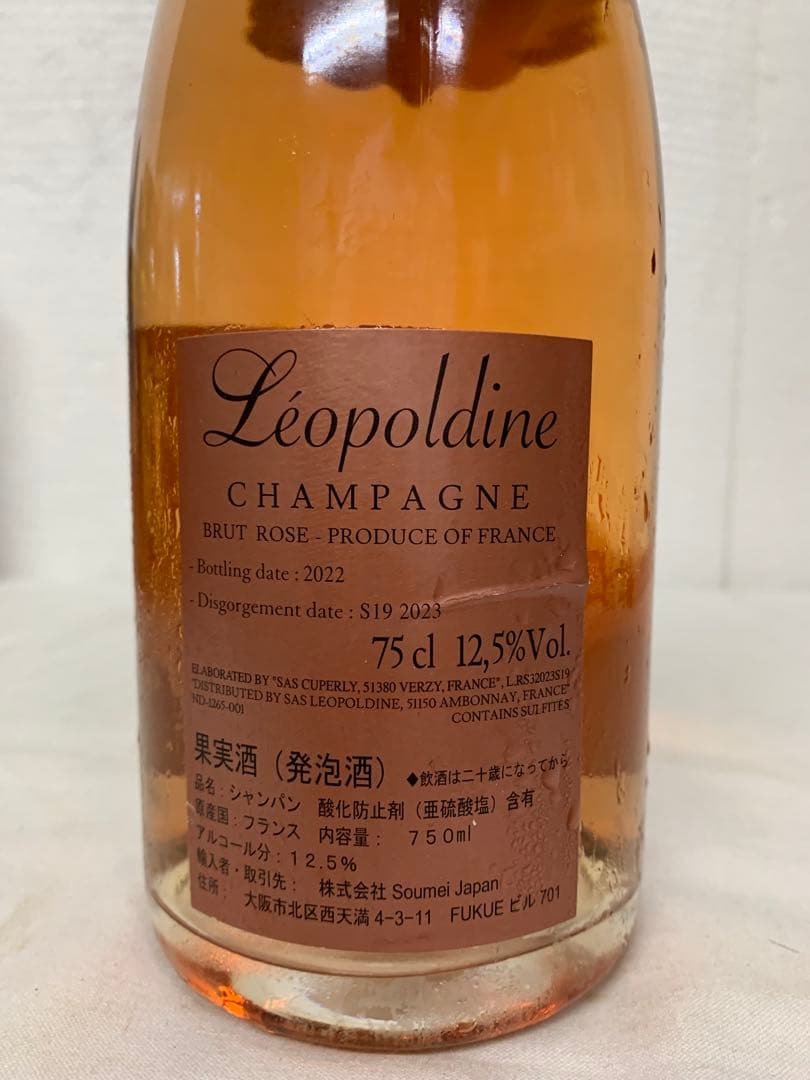 Léopoldine
CHAMPAGNE
BRUT ROSE - PRODUCE OF FRANCE
- Bottling date : 2022
- Disgorgement date : S19 2023
75 cl 12,5%Vol.
ELABORATED BY "SAS CUPERLY, 51380 VERZY, FRANCE", L.RS32023S19
"DISTRIBUTED BY SAS LEOPOLDINE, 51150 AMBONNAY, FRANCE"
ND-1265-001 CONTAINS SULFITES
果実酒（発泡酒） ◆飲酒は二十歳になってから
品名：シャンパン 酸化防止剤（亜硫酸塩）含有
原産国：フランス 内容量： 750ml
アルコール分：12.5%
輸入者・取引先： 株式会社 Soumei Japan
住所： 大阪市北区西天満 4-3-11 FUKUE ビル 701